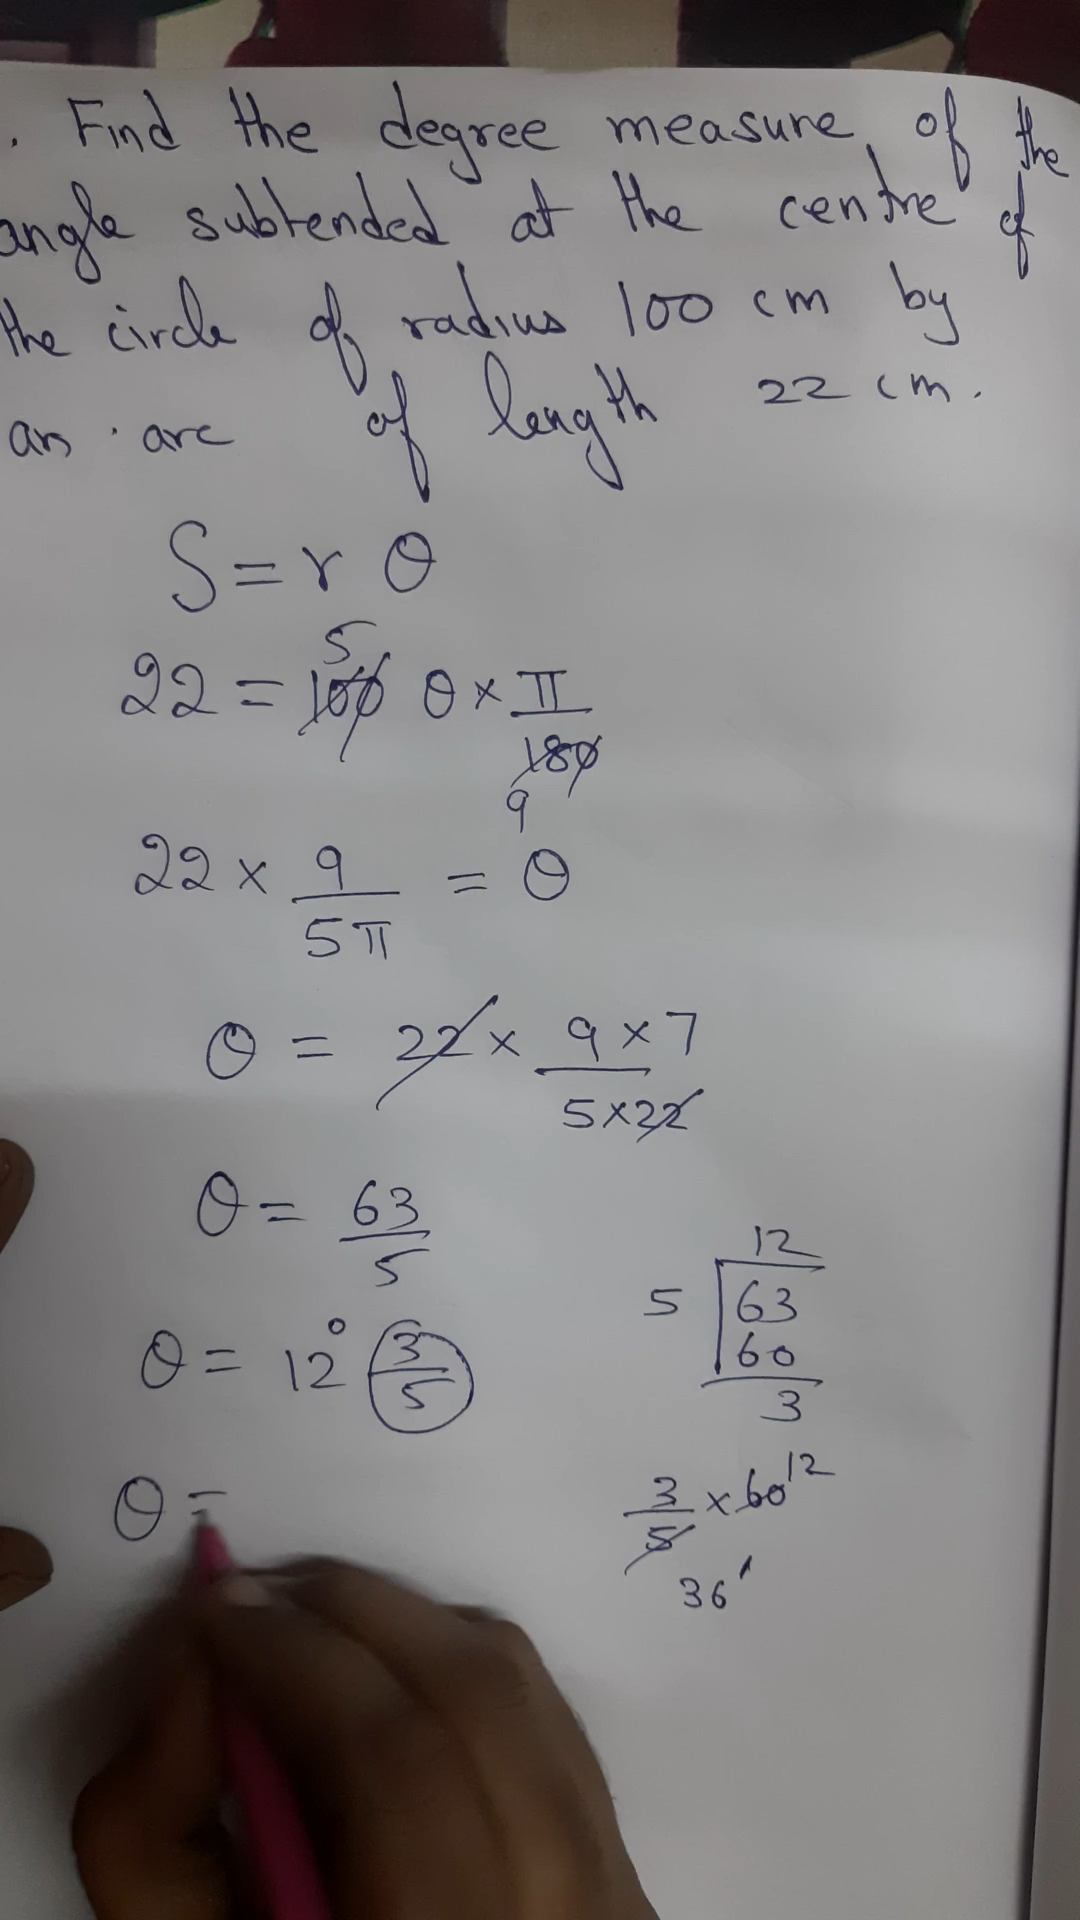 . Find the degree measure of the
angle subtended at the centre of
the circle of radius 100 cm by
an arc of length 22 cm.
S = r θ
5
22 = 100 θ × π/180
9
22 × 9/5π = θ
θ = 22 × 9×7/5×22
θ = 63/5
12
5 63
60
3
θ = 12° 3/5
3/5 × 60 12
36′
θ =